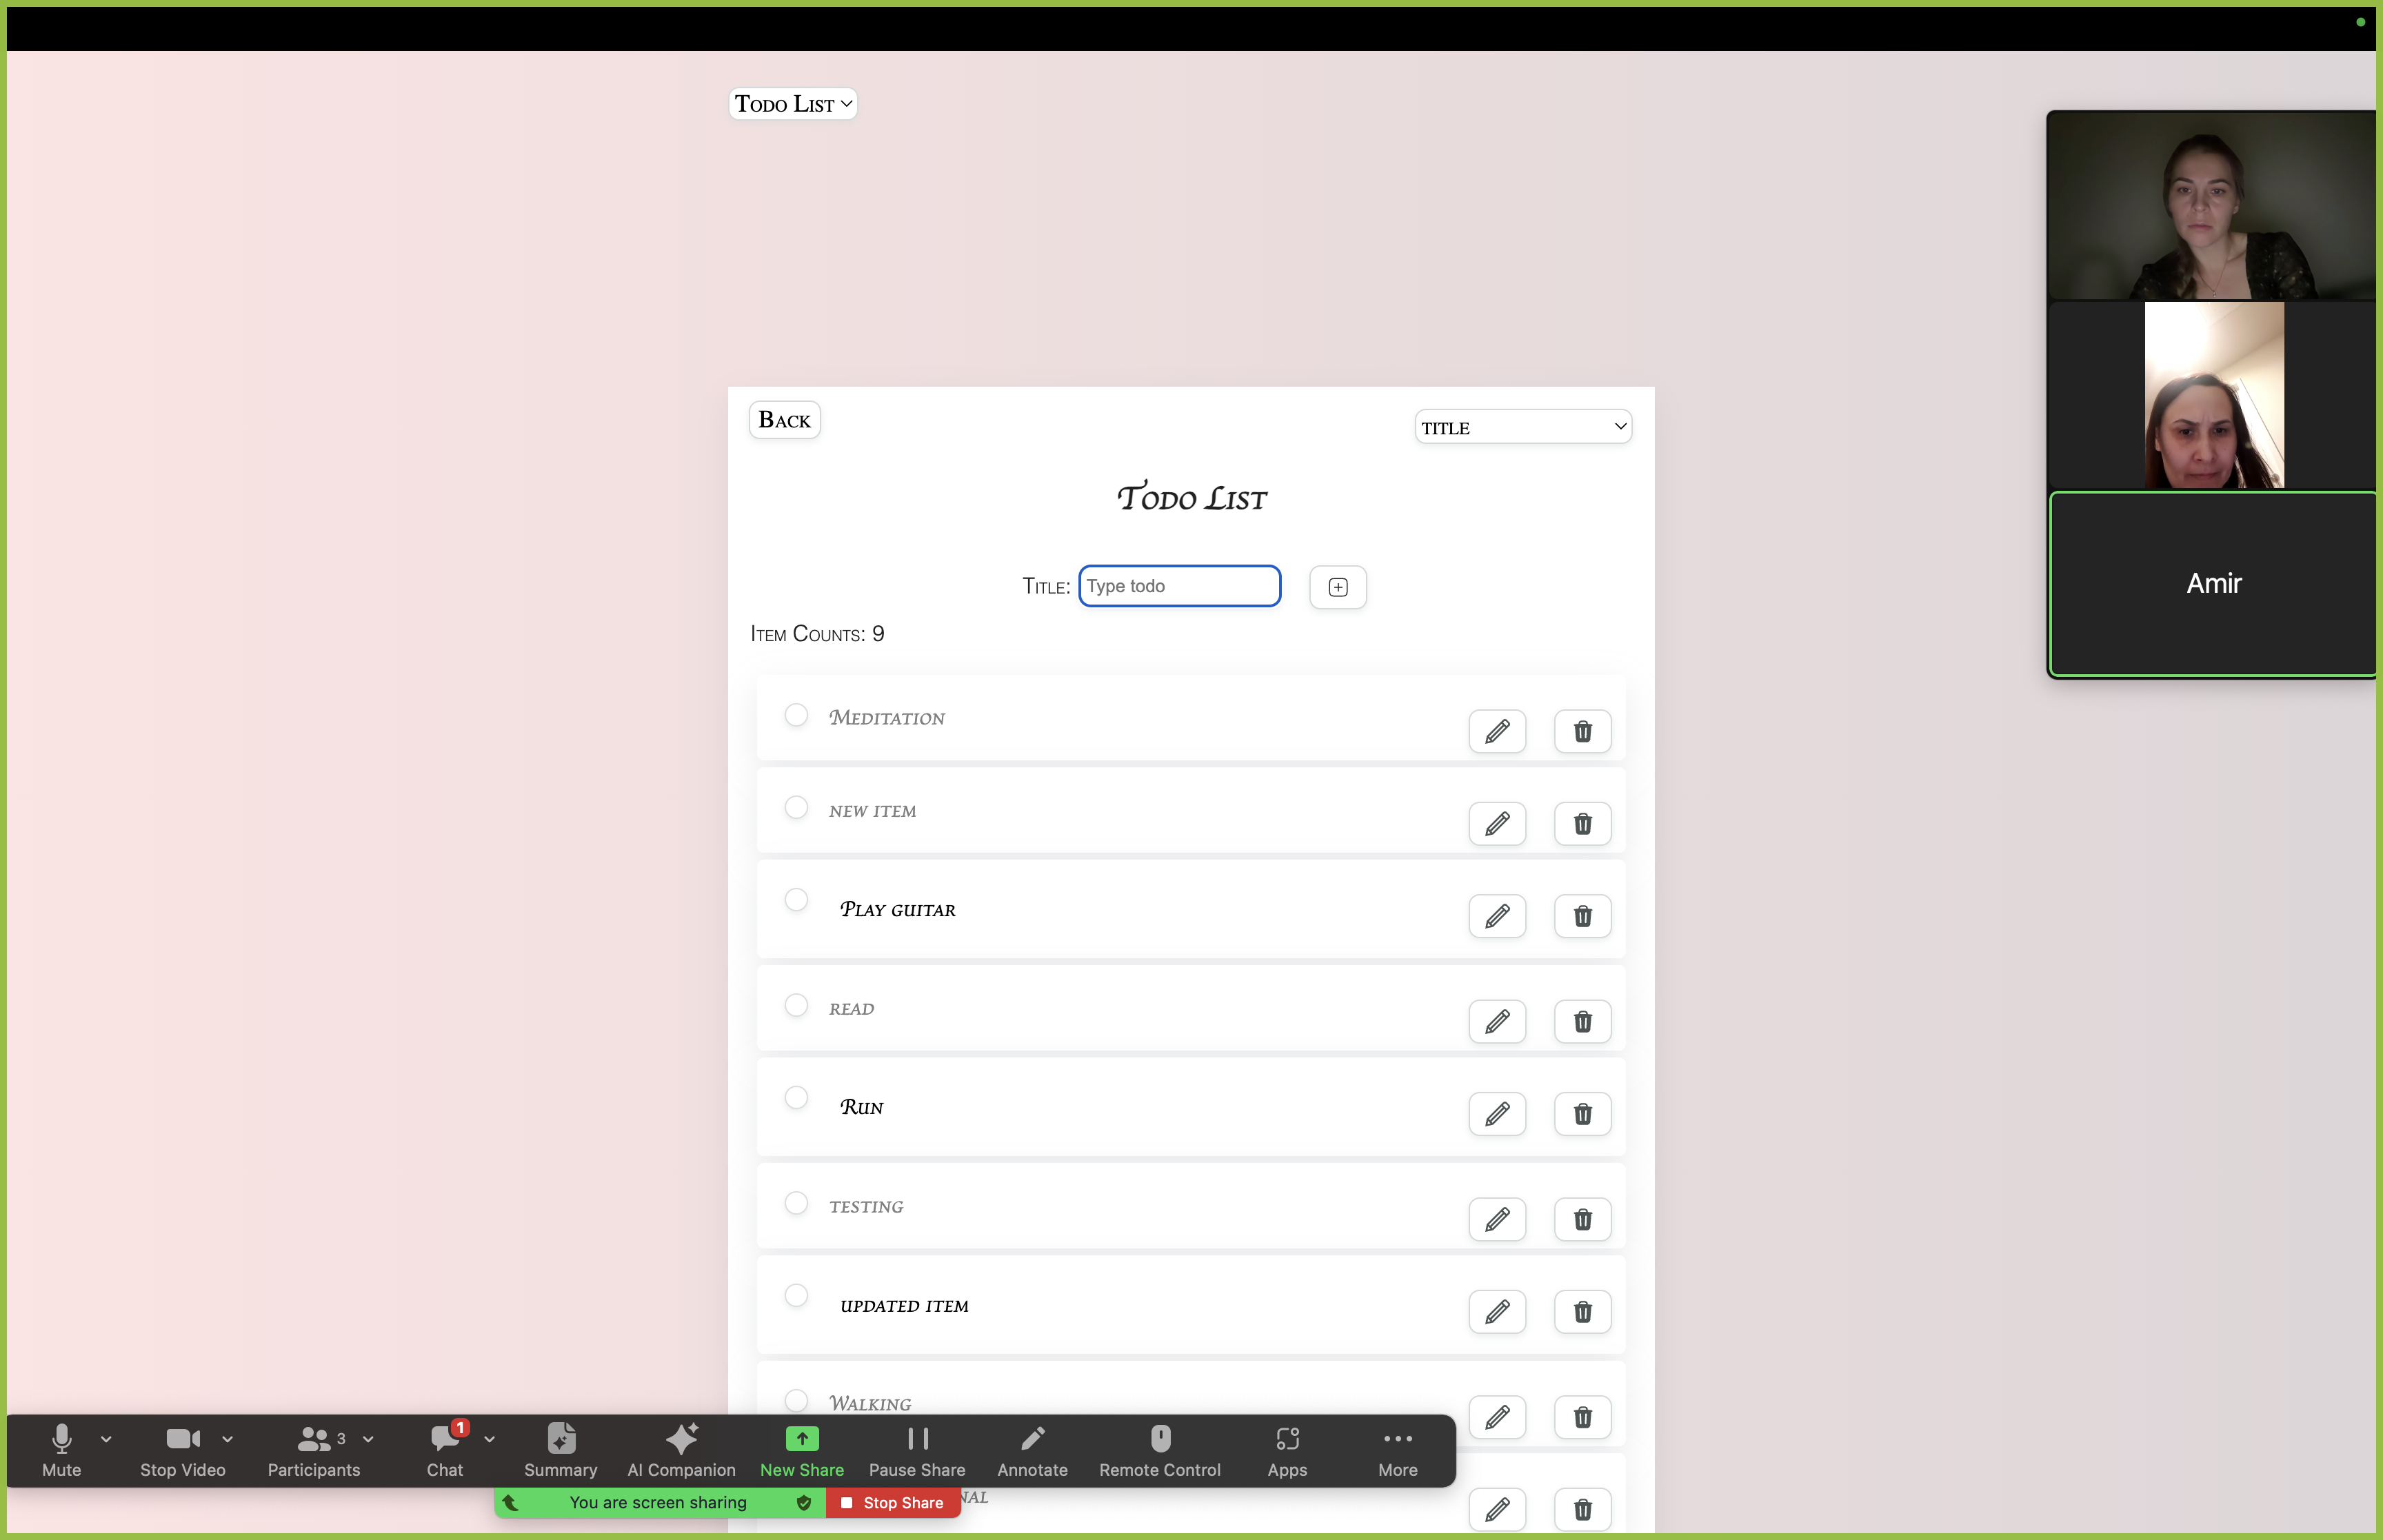 Todo List
Back
TITLE
Todo List
Title: Type todo
Item Counts: 9
Meditation
new item
Play guitar
read
Run
testing
updated item
Walking
NAL
Amir
1
3
Mute
Stop Video
Participants
Chat
Summary
AI Companion
New Share
Pause Share
Annotate
Remote Control
Apps
More
You are screen sharing
Stop Share